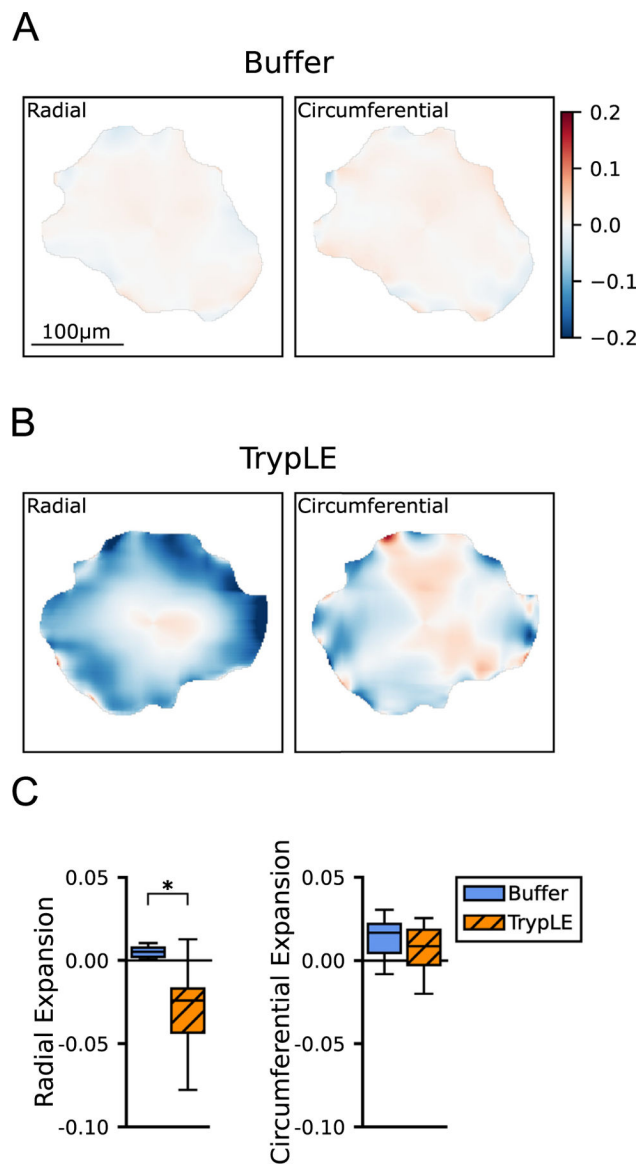 A
Buffer
Radial
Circumferential
100μm
0.2
0.1
0.0
−0.1
−0.2
B
TrypLE
Radial
Circumferential
C
Radial Expansion
0.05
0.00
-0.05
-0.10
*
Circumferential Expansion
0.05
0.00
-0.05
-0.10
Buffer
TrypLE